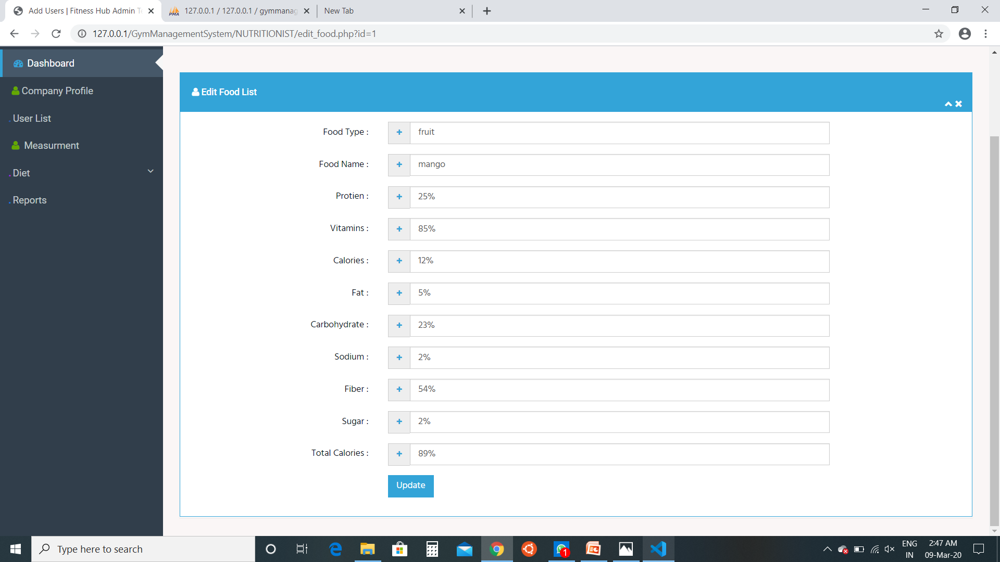 Add Users | Fitness Hub Admin Te
127.0.0.1 / 127.0.0.1 / gymmanag
New Tab
127.0.0.1/GymManagementSystem/NUTRITIONIST/edit_food.php?id=1
Dashboard
Company Profile
User List
Measurment
Diet
Reports
Edit Food List
Food Type : fruit
Food Name : mango
Protien : 25%
Vitamins : 85%
Calories : 12%
Fat : 5%
Carbohydrate : 23%
Sodium : 2%
Fiber : 54%
Sugar : 2%
Total Calories : 89%
Update
Type here to search
1
ENG
IN
2:47 AM
09-Mar-20